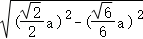 √((√2/2 a)² − (√6/6 a)²)